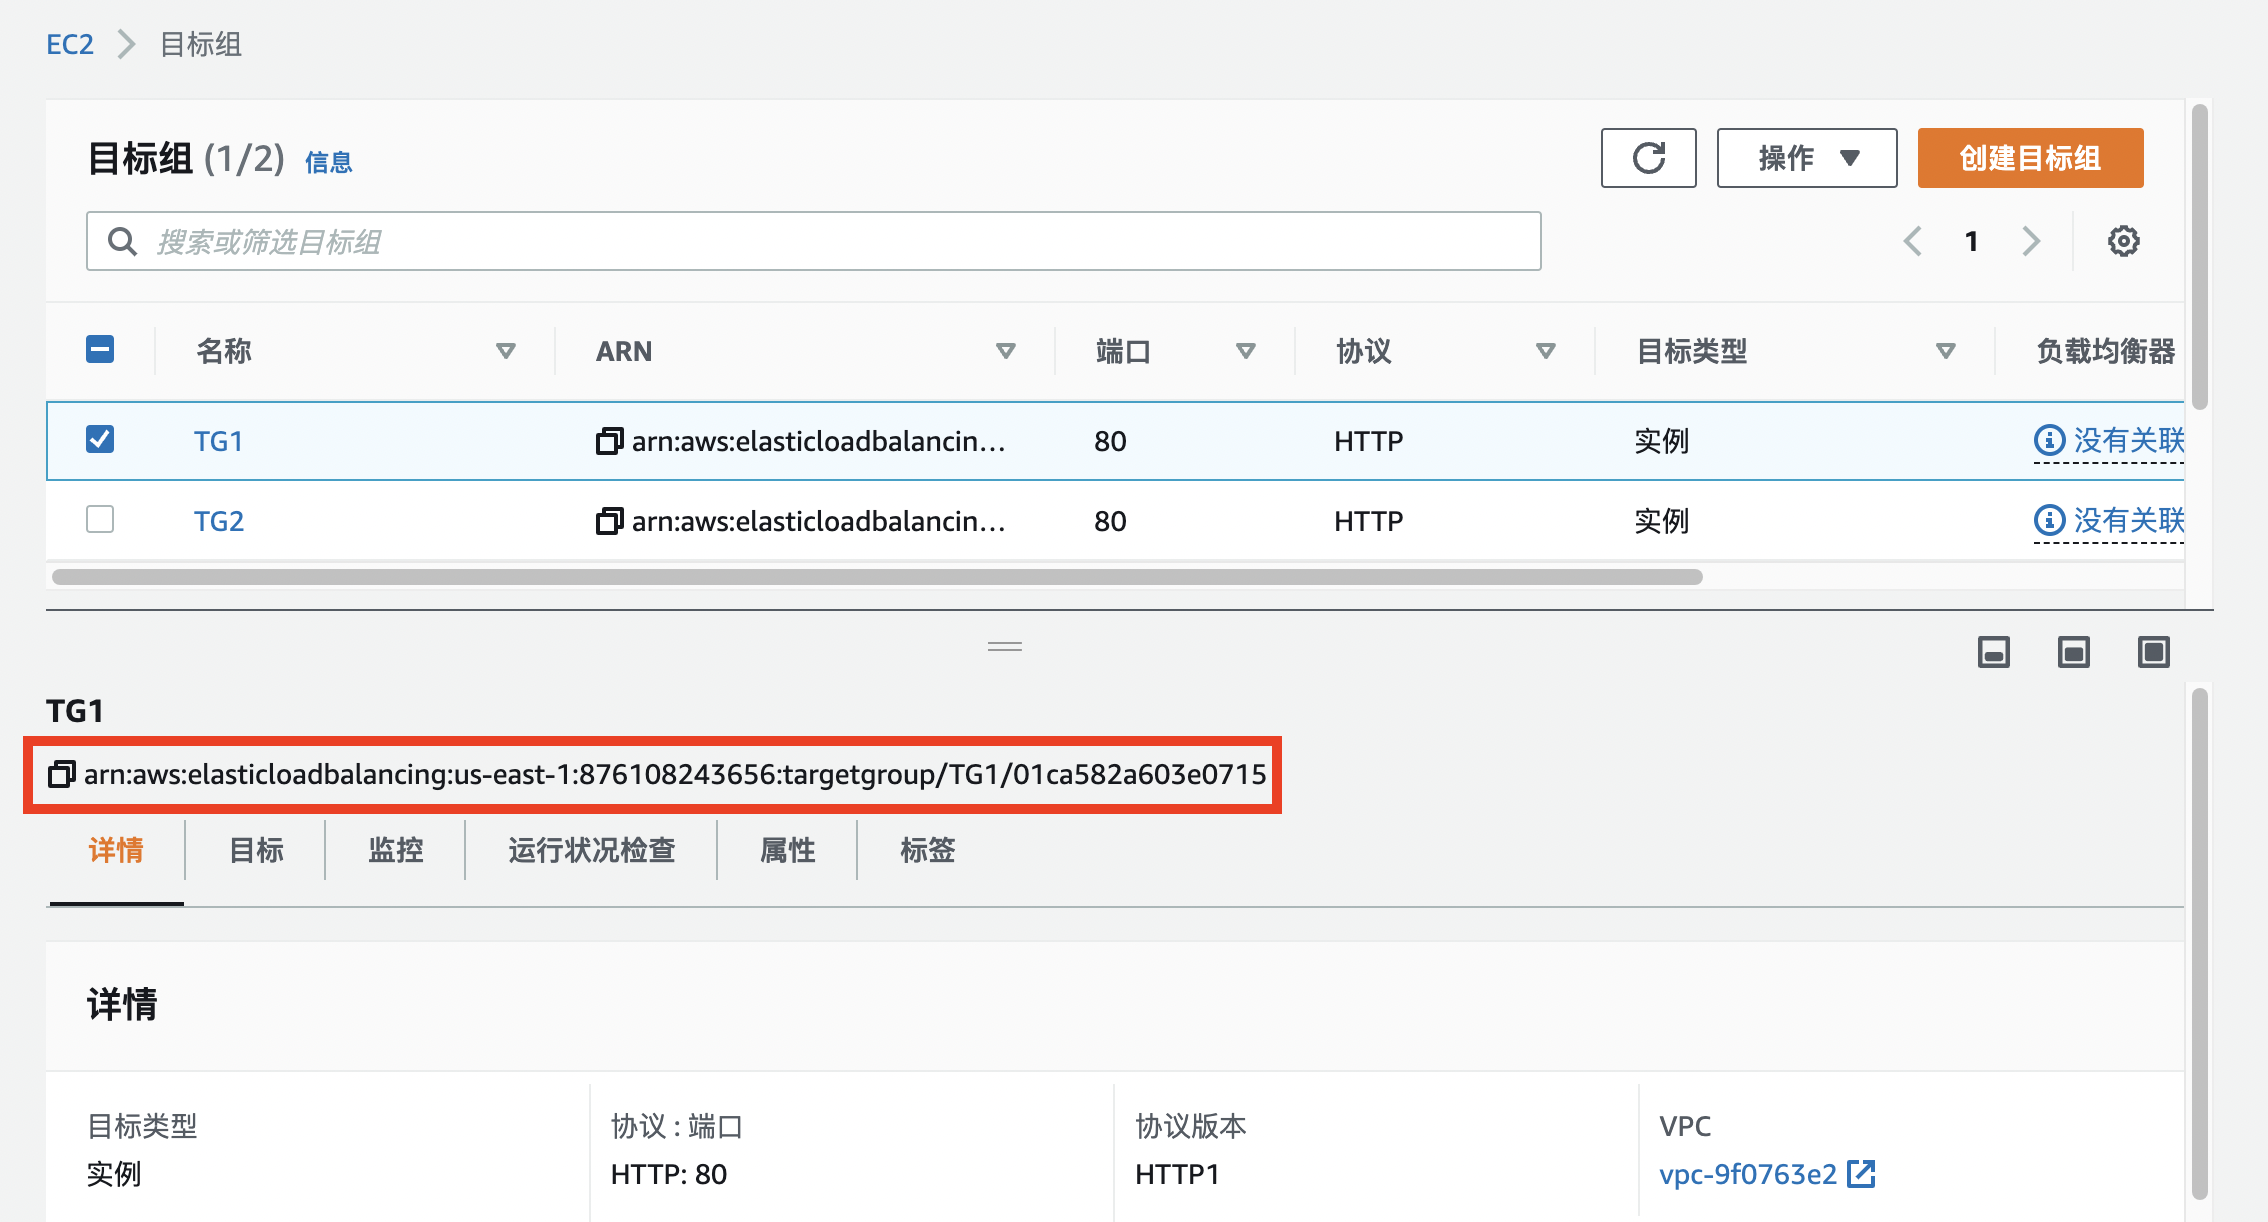 EC2 目标组
目标组 (1/2) 信息
操作 创建目标组
搜索或筛选目标组
1
名称 ARN 端口 协议 目标类型 负载均衡器
TG1 arn:aws:elasticloadbalancin... 80 HTTP 实例 没有关联
TG2 arn:aws:elasticloadbalancin... 80 HTTP 实例 没有关联
TG1
arn:aws:elasticloadbalancing:us-east-1:876108243656:targetgroup/TG1/01ca582a603e0715
详情 目标 监控 运行状况检查 属性 标签
详情
目标类型 协议 : 端口 协议版本 VPC
实例 HTTP: 80 HTTP1 vpc-9f0763e2